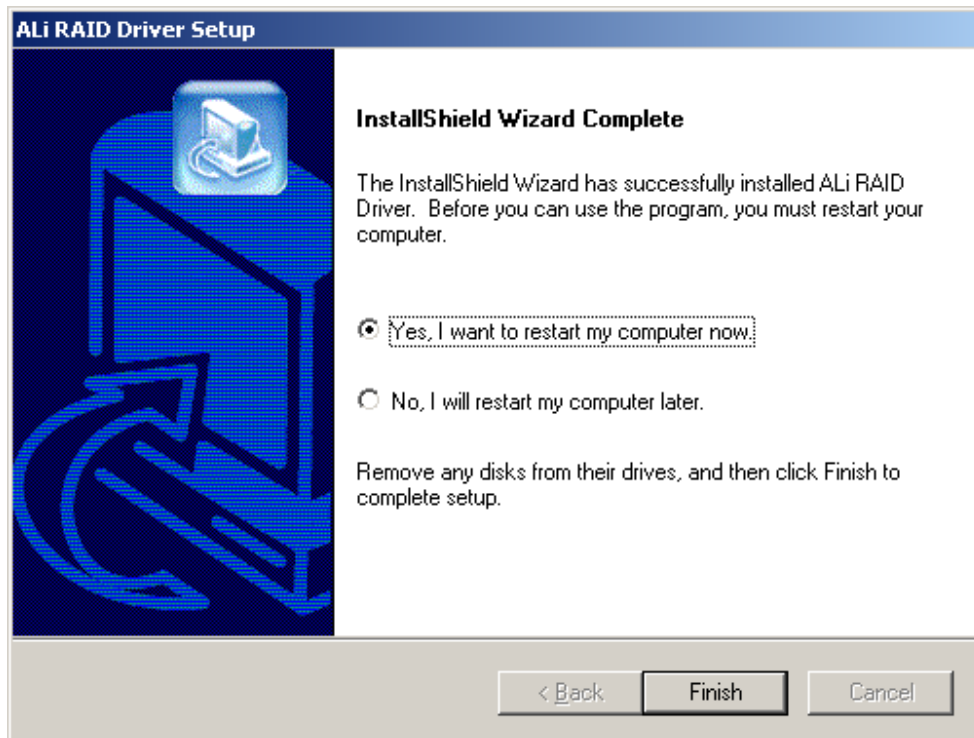 ALi RAID Driver Setup
InstallShield Wizard Complete
The InstallShield Wizard has successfully installed ALi RAID
Driver.  Before you can use the program, you must restart your
computer.
Yes, I want to restart my computer now.
No, I will restart my computer later.
Remove any disks from their drives, and then click Finish to
complete setup.
< Back
Finish
Cancel